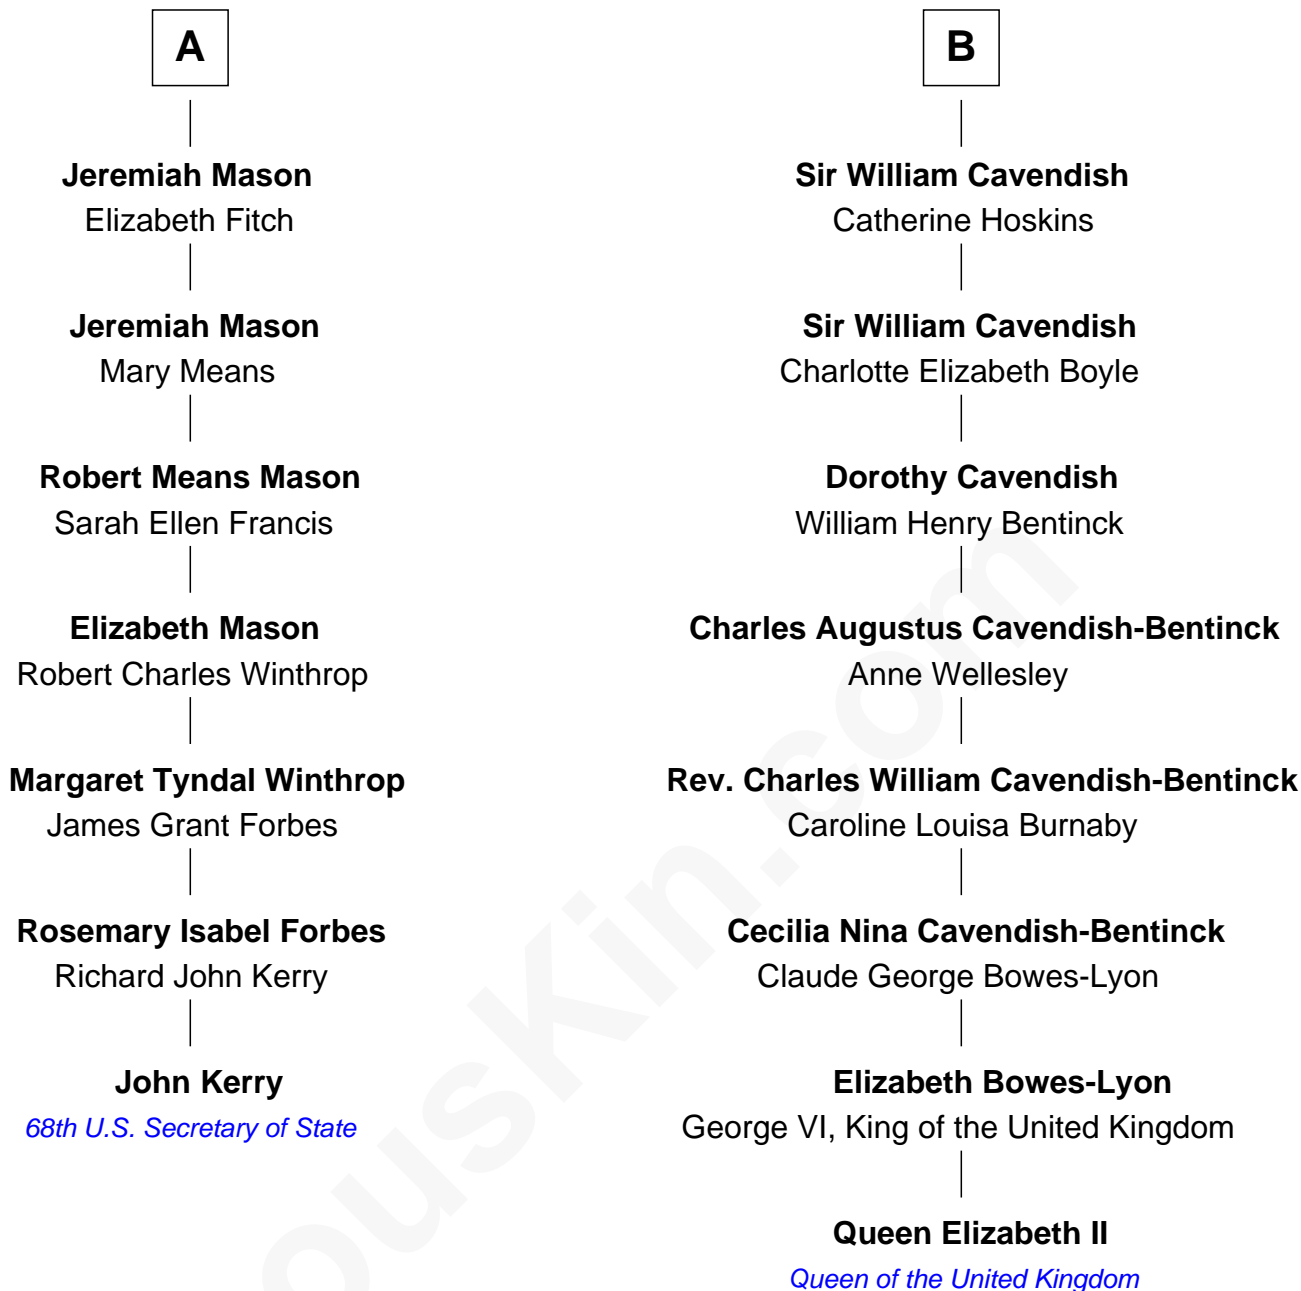 A
Jeremiah Mason
Elizabeth Fitch
Jeremiah Mason
Mary Means
Robert Means Mason
Sarah Ellen Francis
Elizabeth Mason
Robert Charles Winthrop
Margaret Tyndal Winthrop
James Grant Forbes
Rosemary Isabel Forbes
Richard John Kerry
John Kerry
68th U.S. Secretary of State
B
Sir William Cavendish
Catherine Hoskins
Sir William Cavendish
Charlotte Elizabeth Boyle
Dorothy Cavendish
William Henry Bentinck
Charles Augustus Cavendish-Bentinck
Anne Wellesley
Rev. Charles William Cavendish-Bentinck
Caroline Louisa Burnaby
Cecilia Nina Cavendish-Bentinck
Claude George Bowes-Lyon
Elizabeth Bowes-Lyon
George VI, King of the United Kingdom
Queen Elizabeth II
Queen of the United Kingdom
ousKin.com